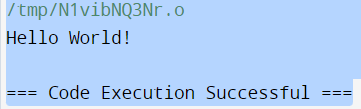 /tmp/N1vibNQ3Nr.o
Hello World!
=== Code Execution Successful ===